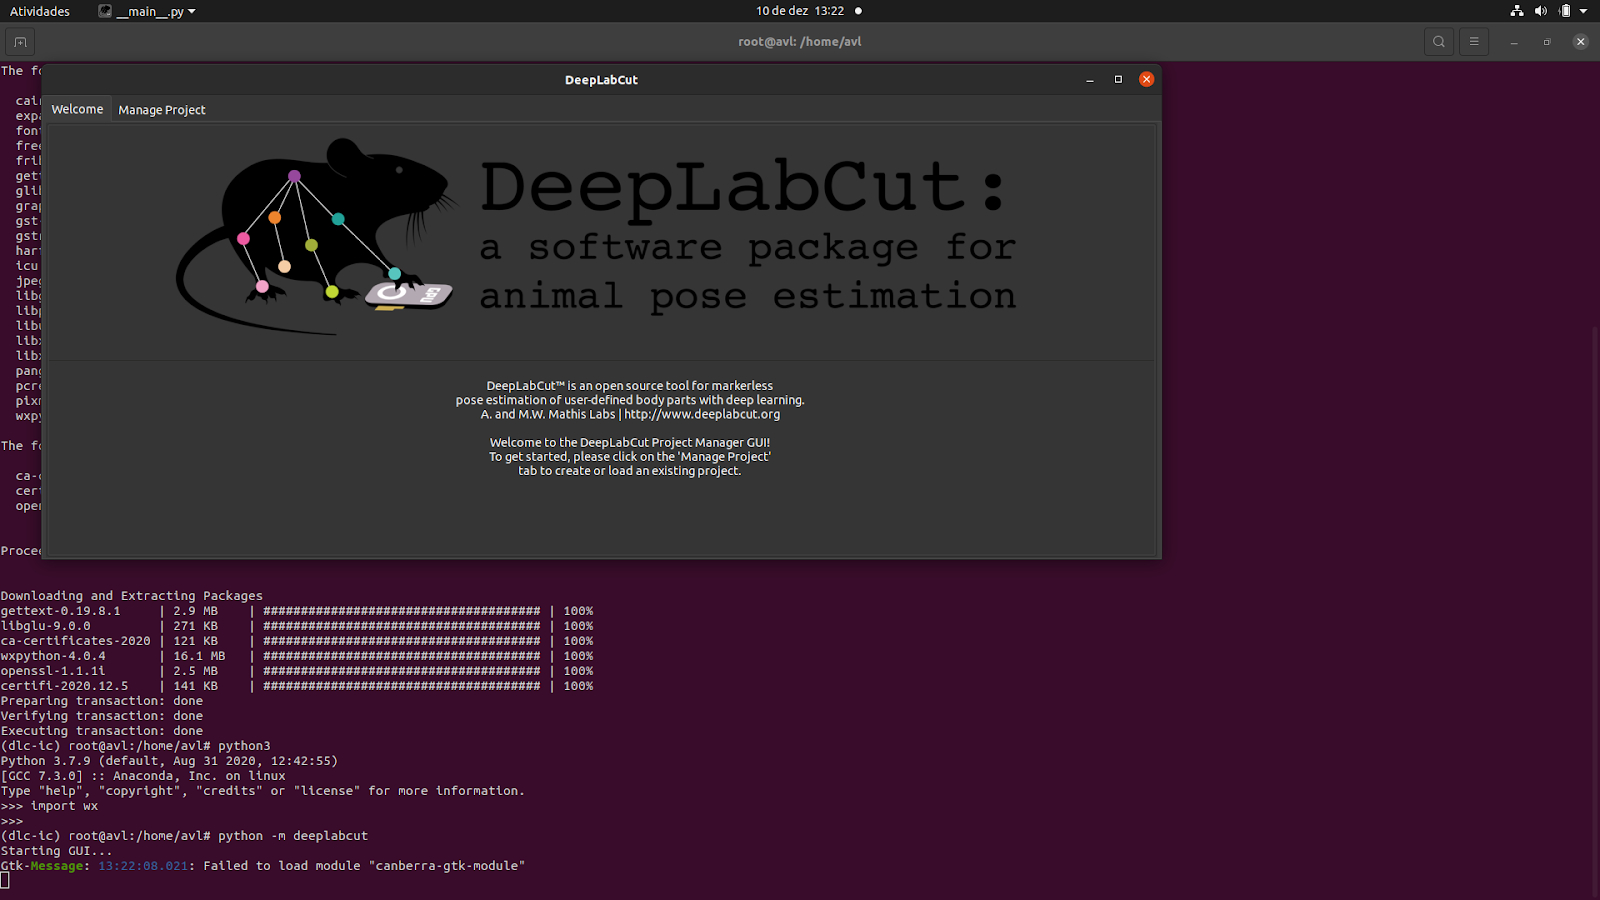 Atividades
__main__.py
10 de dez 13:22
root@avl: /home/avl
DeepLabCut
Welcome
Manage Project
DeepLabCut:
a software package for
animal pose estimation
GPU
DeepLabCut™ is an open source tool for markerless
pose estimation of user-defined body parts with deep learning.
A. and M.W. Mathis Labs | http://www.deeplabcut.org
Welcome to the DeepLabCut Project Manager GUI!
To get started, please click on the 'Manage Project'
tab to create or load an existing project.
The fo
cair
expa
font
free
frib
gett
glib
grap
gstr
gstr
harf
icu
jpeg
libg
libp
libu
libx
libx
pang
pcre
pixm
wxpy
The fo
ca-c
cert
open
Procee
Downloading and Extracting Packages
gettext-0.19.8.1 | 2.9 MB | ##################################### | 100%
libglu-9.0.0 | 271 KB | ##################################### | 100%
ca-certificates-2020 | 121 KB | ##################################### | 100%
wxpython-4.0.4 | 16.1 MB | ##################################### | 100%
openssl-1.1.1i | 2.5 MB | ##################################### | 100%
certifi-2020.12.5 | 141 KB | ##################################### | 100%
Preparing transaction: done
Verifying transaction: done
Executing transaction: done
(dlc-ic) root@avl:/home/avl# python3
Python 3.7.9 (default, Aug 31 2020, 12:42:55)
[GCC 7.3.0] :: Anaconda, Inc. on linux
Type "help", "copyright", "credits" or "license" for more information.
>>> import wx
>>>
(dlc-ic) root@avl:/home/avl# python -m deeplabcut
Starting GUI...
Gtk-Message: 13:22:08.021: Failed to load module "canberra-gtk-module"